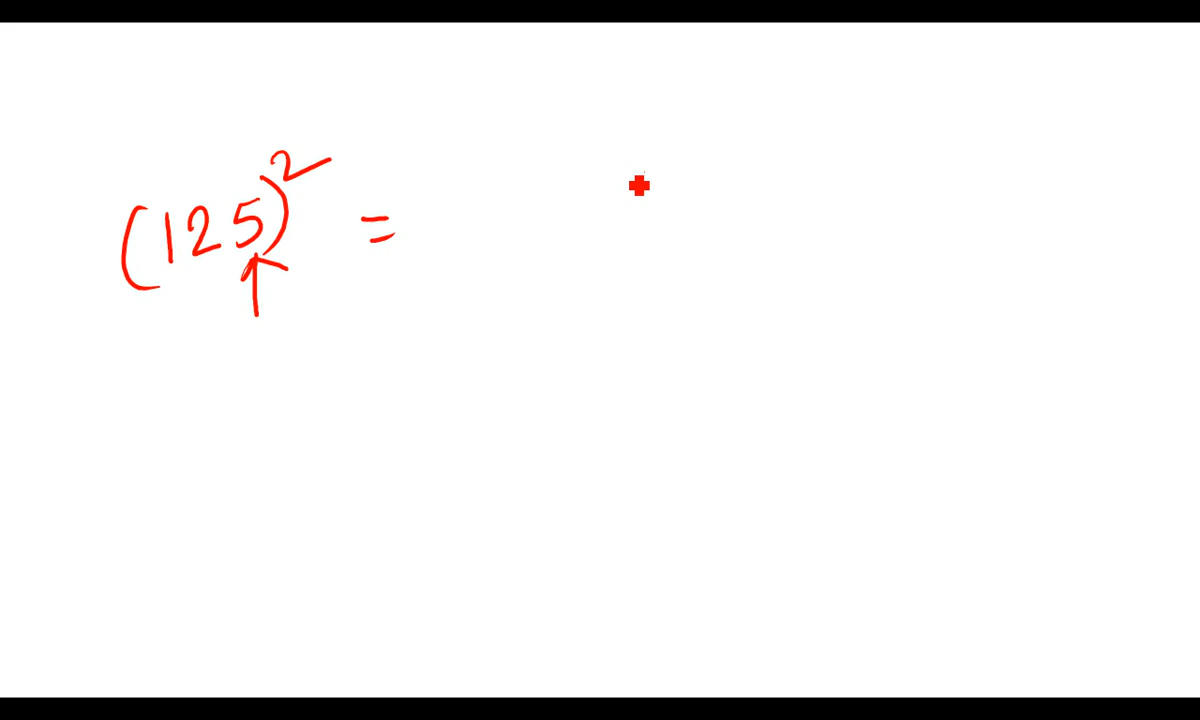 (125)² =